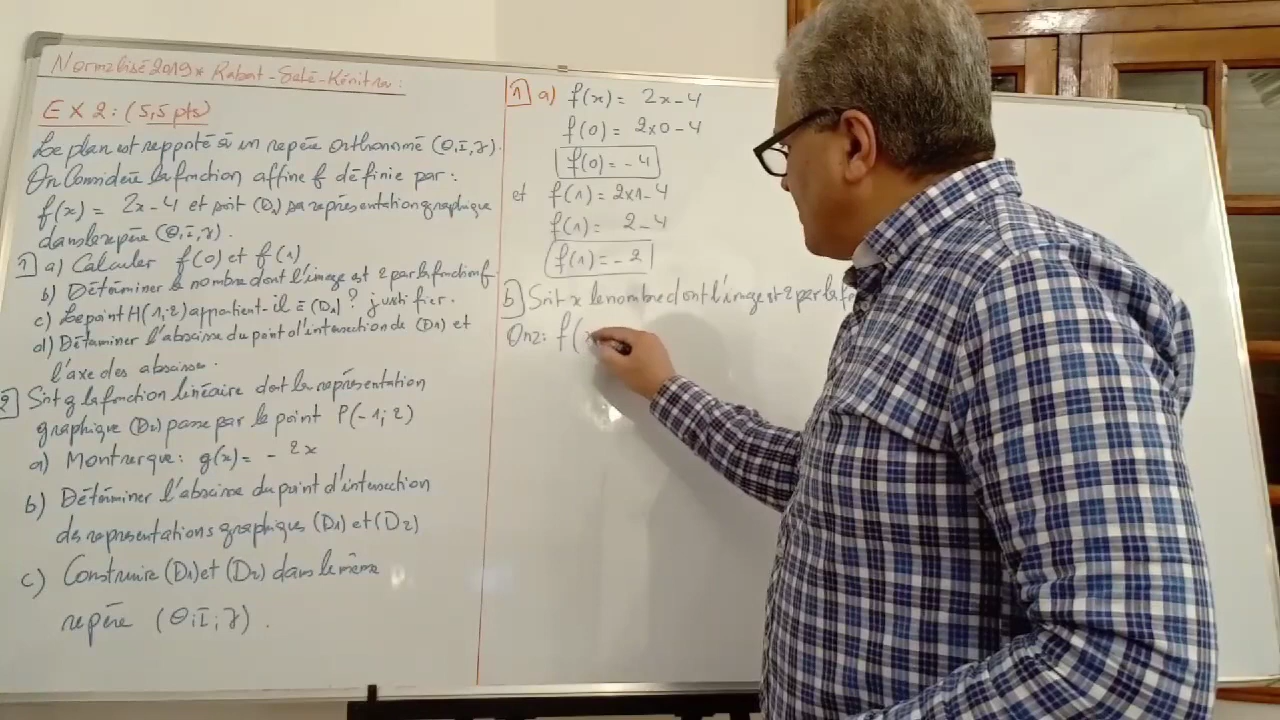 Normalisé 2019 * Rabat-Salé-Kénitra:
EX 2: (5,5 pts)
Le plan est rapporté à un repère orthonormé (O,I,J).
On Considère la fonction affine f définie par:
f(x) = 2x-4 et soit (D1) sa représentation graphique
dans le repère (O,I,J).
1 a) Calculer f(0) et f(1)
b) Déterminer le nombre dont l'image est 2 par la fonction f
c) Le point H(1;2) appartient-il à (D1)? justifier.
d) Déterminer l'abscisse du point d'intersection de (D1) et
l'axe des abscisses.
2 Soit g la fonction linéaire dont la représentation
graphique (D2) passe par le point P(-1;2)
a) Montrer que: g(x) = -2x
b) Déterminer l'abscisse du point d'intersection
des représentations graphiques (D1) et (D2)
c) Construire (D1) et (D2) dans le même
repère (O;I;J).
1 a) f(x) = 2x-4
f(0) = 2x0-4
f(0) = -4
et f(1) = 2x1-4
f(1) = 2-4
f(1) = -2
b Soit x le nombre dont l'image est 2 par la fo
On a: f(x